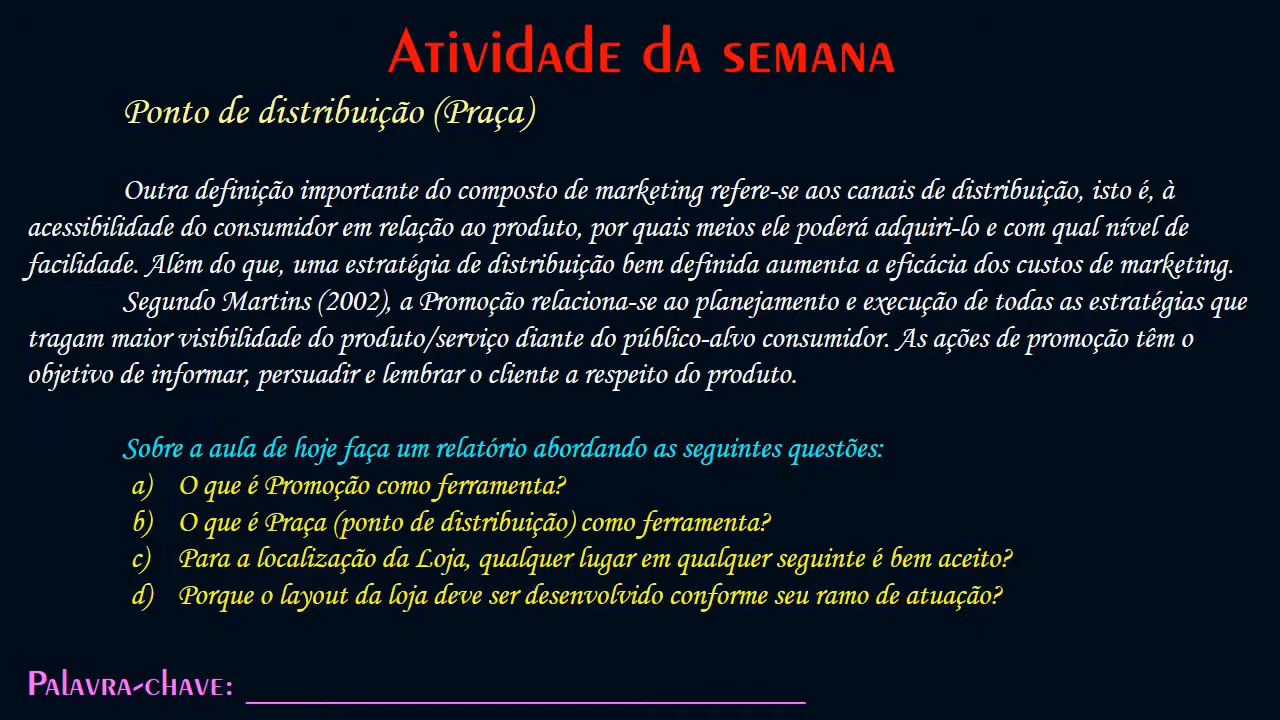 Atividade da semana
Ponto de distribuição (Praça)
Outra definição importante do composto de marketing refere-se aos canais de distribuição, isto é, à
acessibilidade do consumidor em relação ao produto, por quais meios ele poderá adquiri-lo e com qual nível de
facilidade. Além do que, uma estratégia de distribuição bem definida aumenta a eficácia dos custos de marketing.
Segundo Martins (2002), a Promoção relaciona-se ao planejamento e execução de todas as estratégias que
tragam maior visibilidade do produto/serviço diante do público-alvo consumidor. As ações de promoção têm o
objetivo de informar, persuadir e lembrar o cliente a respeito do produto.
Sobre a aula de hoje faça um relatório abordando as seguintes questões:
a) O que é Promoção como ferramenta?
b) O que é Praça (ponto de distribuição) como ferramenta?
c) Para a localização da Loja, qualquer lugar em qualquer seguinte é bem aceito?
d) Porque o layout da loja deve ser desenvolvido conforme seu ramo de atuação?
Palavra-chave: ____________________